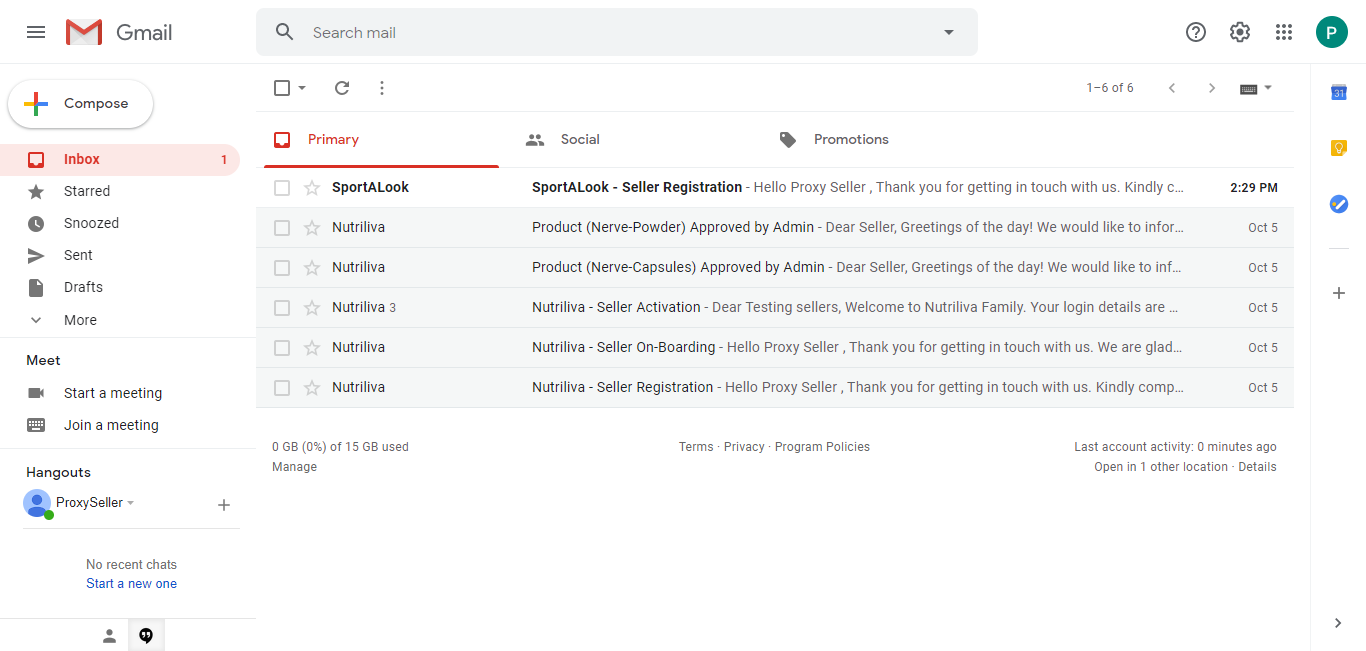 Gmail
Search mail
P
Compose
1–6 of 6
31
Primary
Social
Promotions
Inbox 1
Starred
Snoozed
Sent
Drafts
More
SportALook SportALook - Seller Registration - Hello Proxy Seller , Thank you for getting in touch with us. Kindly c... 2:29 PM
Nutriliva Product (Nerve-Powder) Approved by Admin - Dear Seller, Greetings of the day! We would like to infor... Oct 5
Nutriliva Product (Nerve-Capsules) Approved by Admin - Dear Seller, Greetings of the day! We would like to inf... Oct 5
Nutriliva 3 Nutriliva - Seller Activation - Dear Testing sellers, Welcome to Nutriliva Family. Your login details are ... Oct 5
Nutriliva Nutriliva - Seller On-Boarding - Hello Proxy Seller , Thank you for getting in touch with us. We are glad... Oct 5
Nutriliva Nutriliva - Seller Registration - Hello Proxy Seller , Thank you for getting in touch with us. Kindly comp... Oct 5
Meet
Start a meeting
Join a meeting
Hangouts
ProxySeller
No recent chats
Start a new one
0 GB (0%) of 15 GB used
Manage
Terms · Privacy · Program Policies
Last account activity: 0 minutes ago
Open in 1 other location · Details